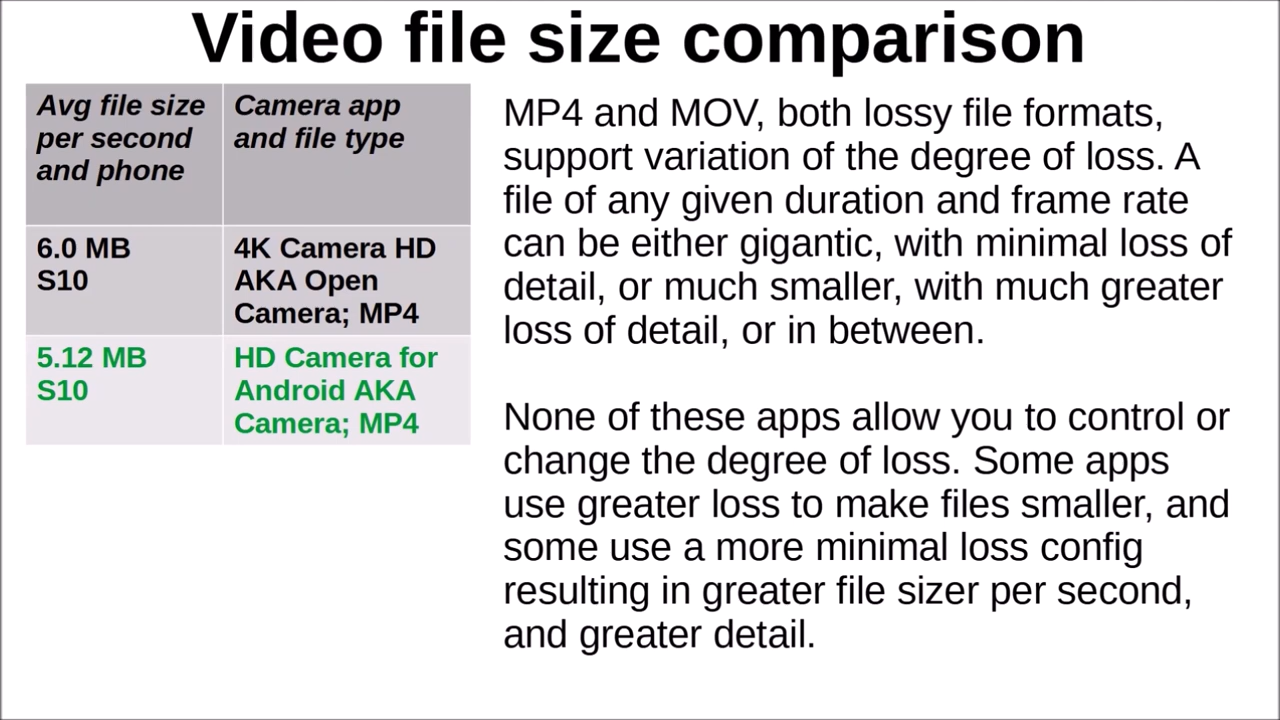 Video file size comparison
Avg file size
per second
and phone
Camera app
and file type
6.0 MB
S10
4K Camera HD
AKA Open
Camera; MP4
5.12 MB
S10
HD Camera for
Android AKA
Camera; MP4
MP4 and MOV, both lossy file formats,
support variation of the degree of loss. A
file of any given duration and frame rate
can be either gigantic, with minimal loss of
detail, or much smaller, with much greater
loss of detail, or in between.
None of these apps allow you to control or
change the degree of loss. Some apps
use greater loss to make files smaller, and
some use a more minimal loss config
resulting in greater file sizer per second,
and greater detail.